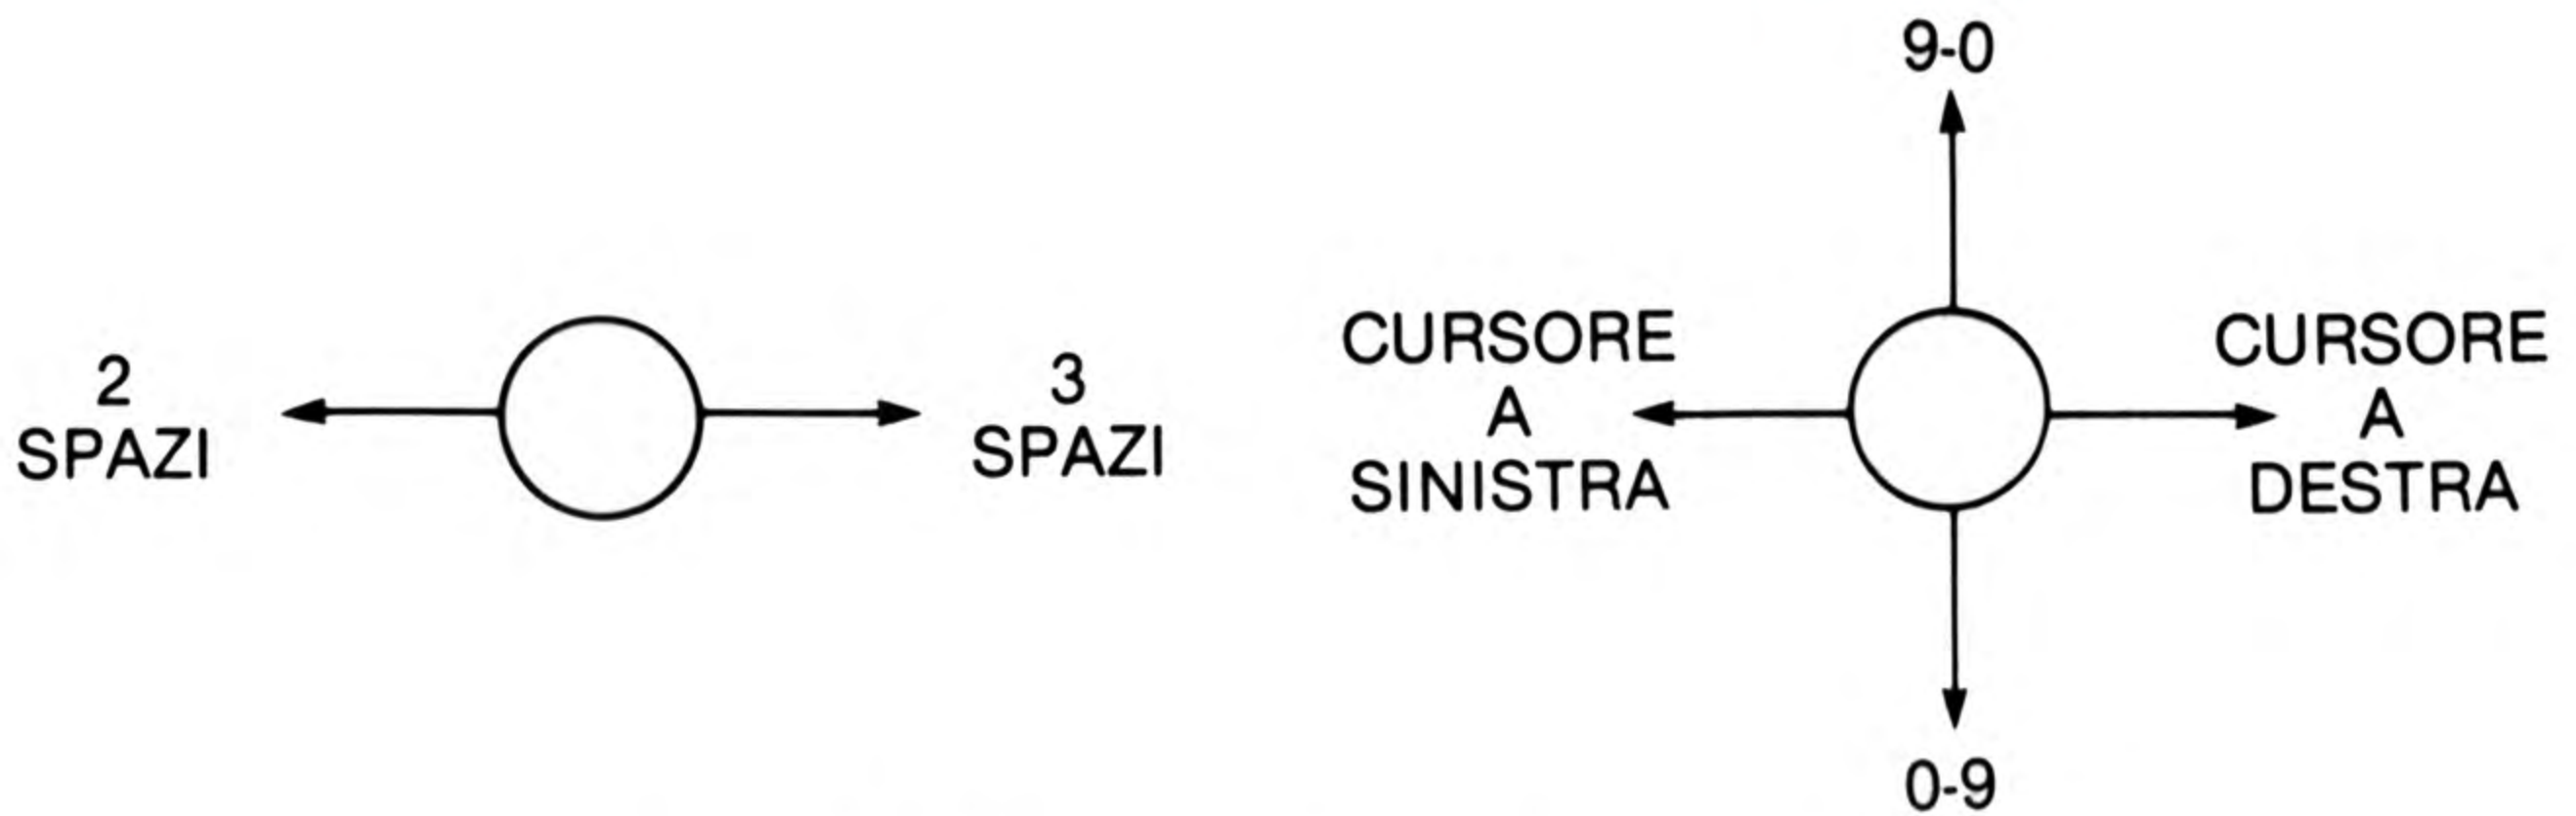 2
SPAZI
3
SPAZI
9-0
CURSORE
A
SINISTRA
CURSORE
A
DESTRA
0-9